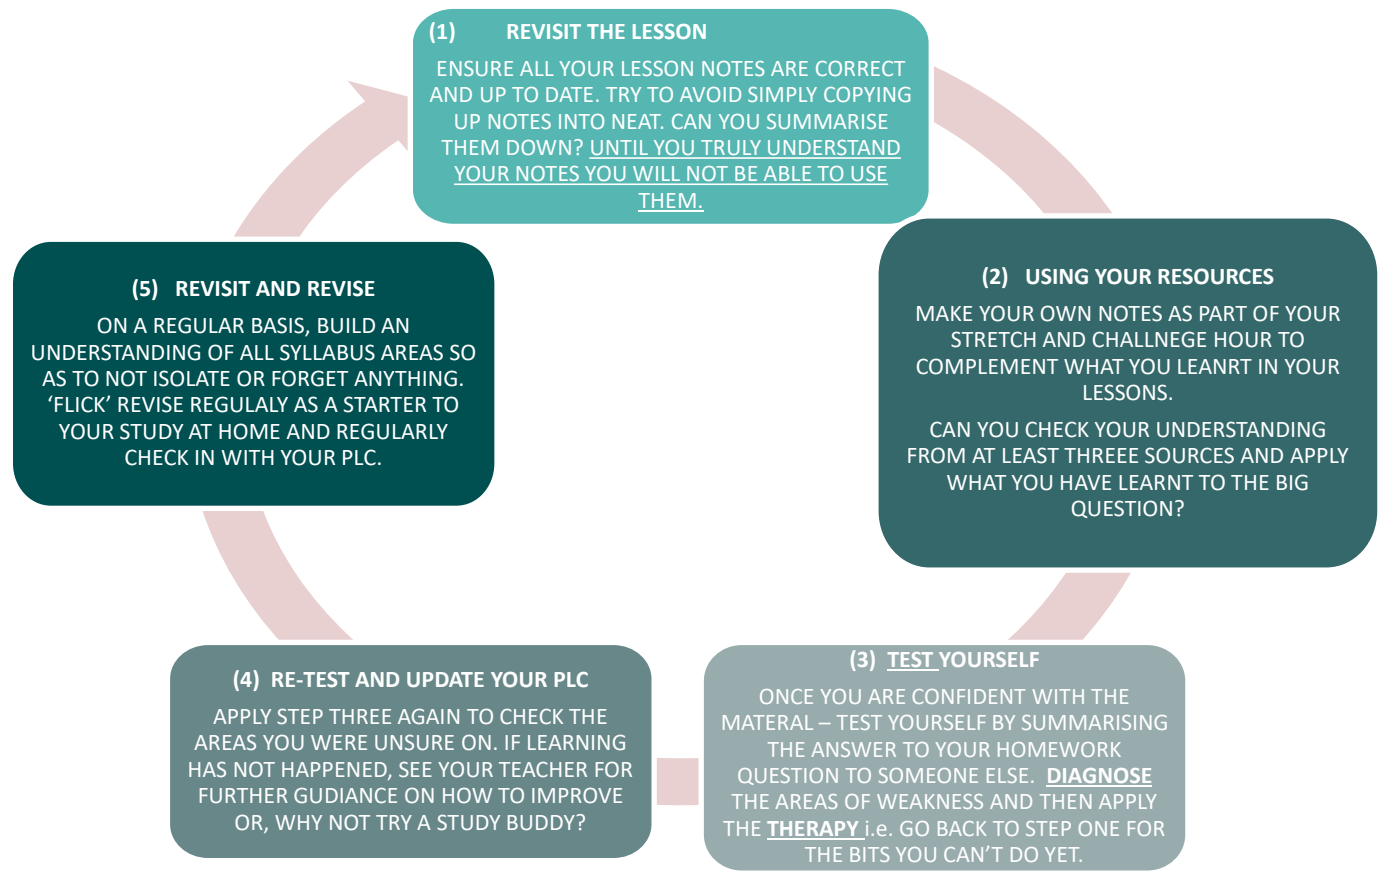 (1) REVISIT THE LESSON
ENSURE ALL YOUR LESSON NOTES ARE CORRECT
AND UP TO DATE. TRY TO AVOID SIMPLY COPYING
UP NOTES INTO NEAT. CAN YOU SUMMARISE
THEM DOWN? UNTIL YOU TRULY UNDERSTAND
YOUR NOTES YOU WILL NOT BE ABLE TO USE
THEM.
(2) USING YOUR RESOURCES
MAKE YOUR OWN NOTES AS PART OF YOUR
STRETCH AND CHALLNEGE HOUR TO
COMPLEMENT WHAT YOU LEANRT IN YOUR
LESSONS.
CAN YOU CHECK YOUR UNDERSTANDING
FROM AT LEAST THREEE SOURCES AND APPLY
WHAT YOU HAVE LEARNT TO THE BIG
QUESTION?
(3) TEST YOURSELF
ONCE YOU ARE CONFIDENT WITH THE
MATERAL – TEST YOURSELF BY SUMMARISING
THE ANSWER TO YOUR HOMEWORK
QUESTION TO SOMEONE ELSE. DIAGNOSE
THE AREAS OF WEAKNESS AND THEN APPLY
THE THERAPY i.e. GO BACK TO STEP ONE FOR
THE BITS YOU CAN'T DO YET.
(4) RE-TEST AND UPDATE YOUR PLC
APPLY STEP THREE AGAIN TO CHECK THE
AREAS YOU WERE UNSURE ON. IF LEARNING
HAS NOT HAPPENED, SEE YOUR TEACHER FOR
FURTHER GUDIANCE ON HOW TO IMPROVE
OR, WHY NOT TRY A STUDY BUDDY?
(5) REVISIT AND REVISE
ON A REGULAR BASIS, BUILD AN
UNDERSTANDING OF ALL SYLLABUS AREAS SO
AS TO NOT ISOLATE OR FORGET ANYTHING.
‘FLICK’ REVISE REGULALY AS A STARTER TO
YOUR STUDY AT HOME AND REGULARLY
CHECK IN WITH YOUR PLC.